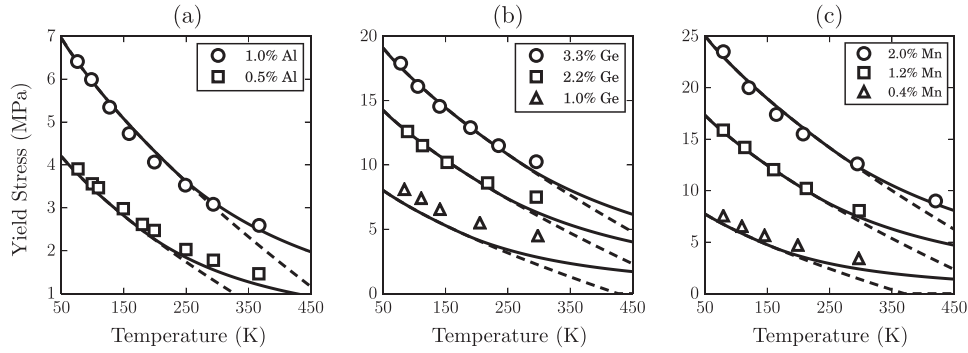 (a)
Yield Stress (MPa)
7
6
5
4
3
2
1
50
150
250
350
450
Temperature (K)
1.0% Al
0.5% Al
(b)
20
15
10
5
0
50
150
250
350
450
Temperature (K)
3.3% Ge
2.2% Ge
1.0% Ge
(c)
25
20
15
10
5
0
50
150
250
350
450
Temperature (K)
2.0% Mn
1.2% Mn
0.4% Mn